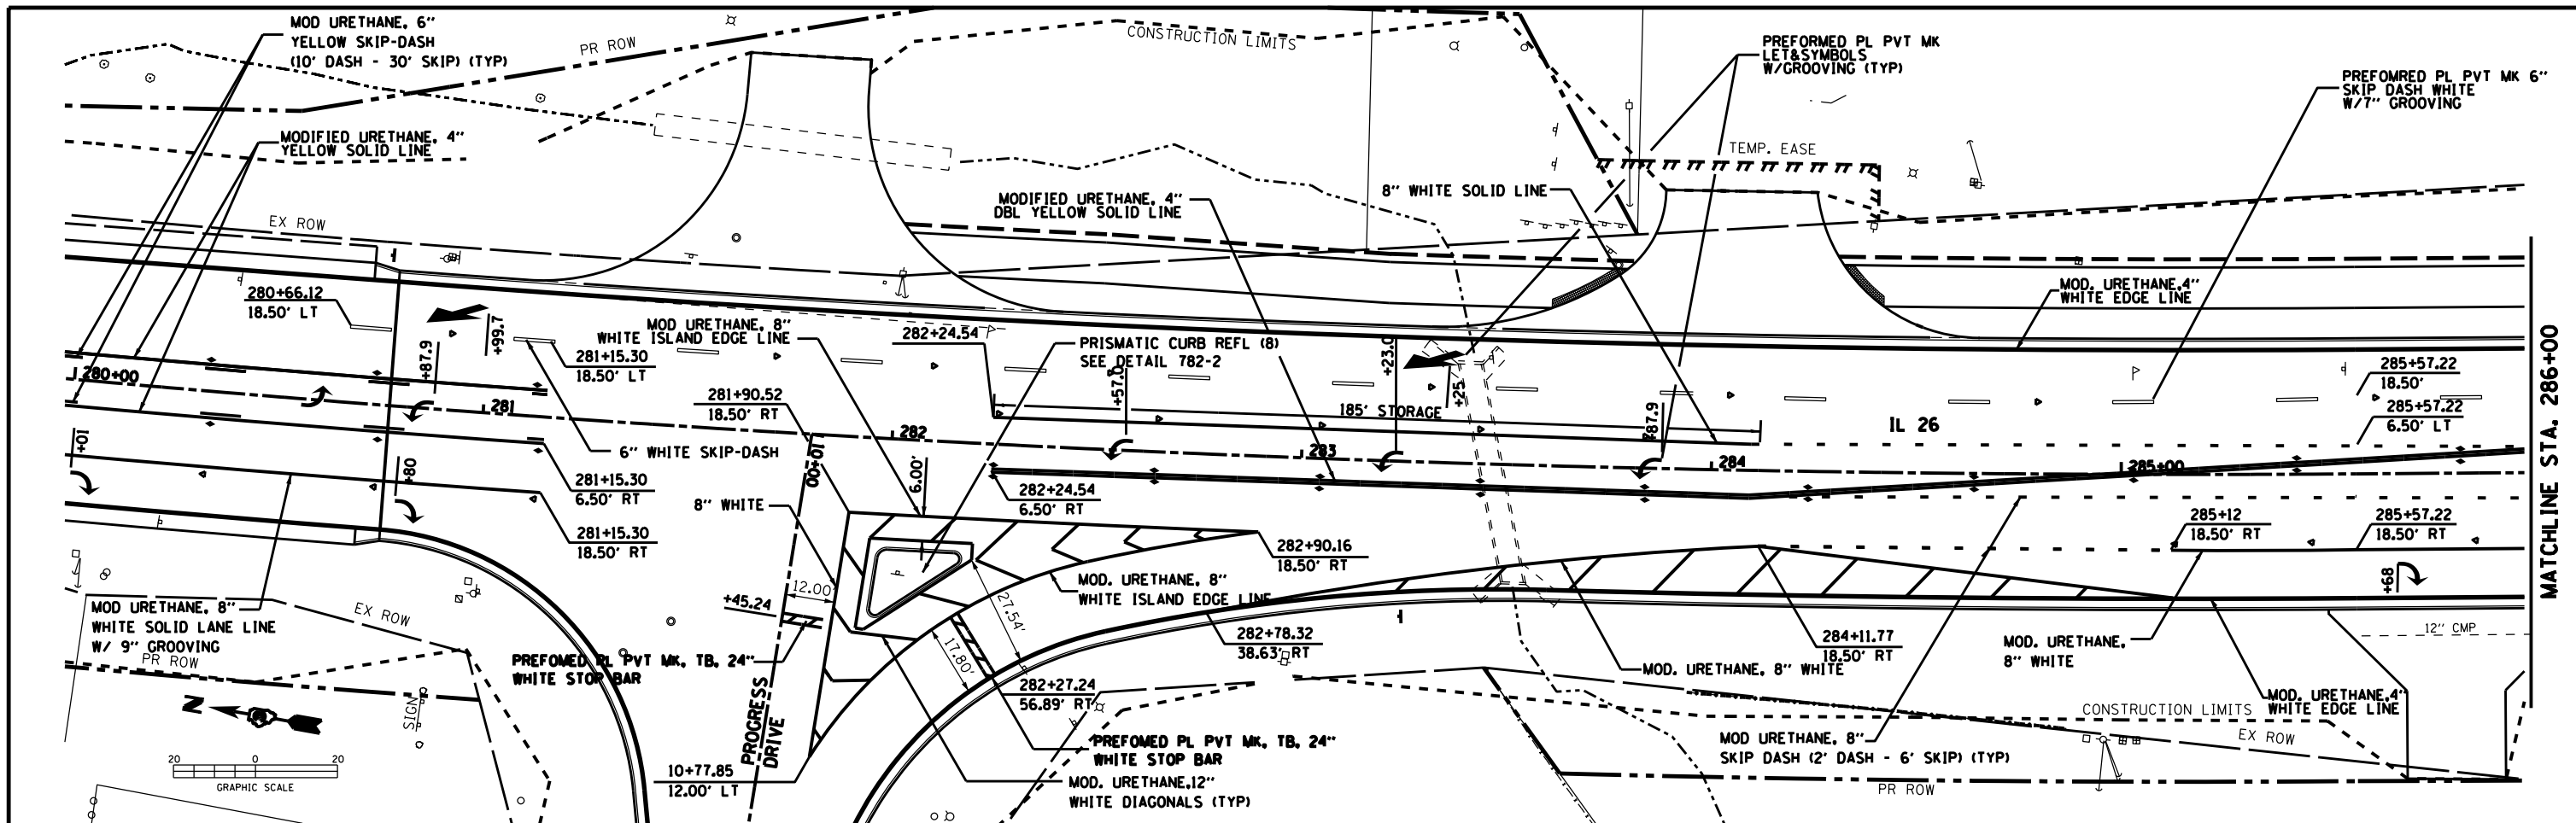 MOD URETHANE, 6"
YELLOW SKIP-DASH
(10' DASH - 30' SKIP) (TYP)
PR ROW
CONSTRUCTION LIMITS
PREFORMED PL PVT MK
LET&SYMBOLS
W/GROOVING (TYP)
PREFOMRED PL PVT MK 6"
SKIP DASH WHITE
W/7" GROOVING
MODIFIED URETHANE, 4"
YELLOW SOLID LINE
TEMP. EASE
EX ROW
MODIFIED URETHANE, 4"
DBL YELLOW SOLID LINE
8" WHITE SOLID LINE
280+66.12
18.50' LT
+99.7
+87.9
MOD URETHANE, 8"
WHITE ISLAND EDGE LINE
282+24.54
PRISMATIC CURB REFL (8)
SEE DETAIL 782-2
MOD. URETHANE,4"
WHITE EDGE LINE
281+15.30
18.50' LT
+57.0
+23.0
+25
285+57.22
18.50'
280+00
281
281+90.52
18.50' RT
185' STORAGE
+87.9
285+57.22
6.50' LT
IL 26
282
283
284
285+00
MATCHLINE STA. 286+00
+01
+80
6" WHITE SKIP-DASH
281+15.30
6.50' RT
10+00
6.00'
282+24.54
6.50' RT
8" WHITE
281+15.30
18.50' RT
282+90.16
18.50' RT
285+12
18.50' RT
285+57.22
18.50' RT
+68
MOD URETHANE, 8"
WHITE SOLID LANE LINE
W/ 9" GROOVING
EX ROW
PR ROW
12.00'
+45.24
27.54'
17.80'
MOD. URETHANE, 8"
WHITE ISLAND EDGE LINE
282+78.32
38.63' RT
284+11.77
18.50' RT
MOD. URETHANE,
8" WHITE
12" CMP
PREFOMED PL PVT MK, TB, 24"
WHITE STOP BAR
MOD. URETHANE, 8" WHITE
282+27.24
56.89' RT
MOD. URETHANE,4"
WHITE EDGE LINE
CONSTRUCTION LIMITS
EX ROW
N
SIGN
PROGRESS
DRIVE
PREFOMED PL PVT MK, TB, 24"
WHITE STOP BAR
MOD URETHANE, 8"
SKIP DASH (2' DASH - 6' SKIP) (TYP)
20 0 20
GRAPHIC SCALE
10+77.85
12.00' LT
MOD. URETHANE,12"
WHITE DIAGONALS (TYP)
PR ROW